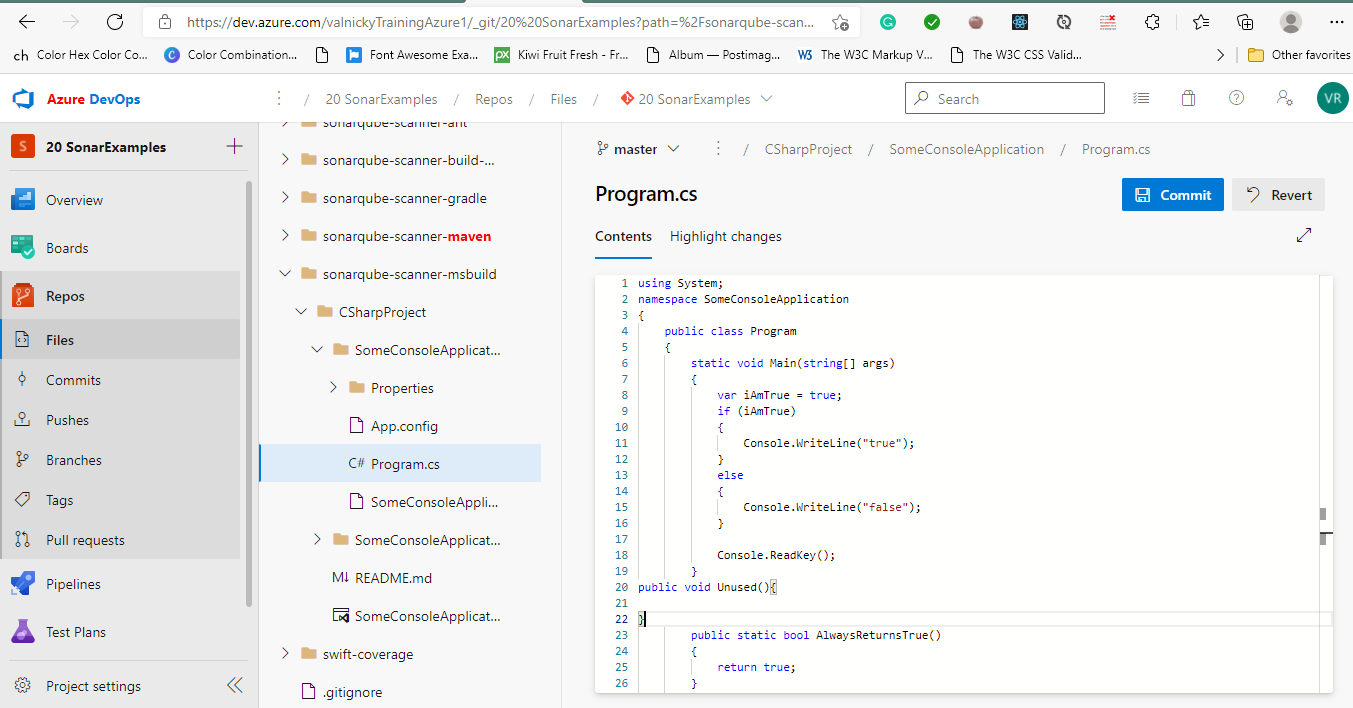 https://dev.azure.com/valnickyTrainingAzure1/_git/20%20SonarExamples?path=%2Fsonarqube-scan...
ch Color Hex Color Co...
C Color Combination...
Font Awesome Exa...
px Kiwi Fruit Fresh - Fr...
Album — Postimag...
W3 The W3C Markup V...
The W3C CSS Valid...
Other favorites
Azure DevOps
/ 20 SonarExamples / Repos / Files / 20 SonarExamples
Search
VR
S 20 SonarExamples
Overview
Boards
Repos
Files
Commits
Pushes
Branches
Tags
Pull requests
Pipelines
Test Plans
Project settings
sonarqube-scanner-ant
sonarqube-scanner-build-...
sonarqube-scanner-gradle
sonarqube-scanner-maven
sonarqube-scanner-msbuild
CSharpProject
SomeConsoleApplicat...
Properties
App.config
C# Program.cs
SomeConsoleAppli...
SomeConsoleApplicat...
M↓ README.md
SomeConsoleApplicat...
swift-coverage
.gitignore
master / CSharpProject / SomeConsoleApplication / Program.cs
Program.cs
Commit
Revert
Contents Highlight changes
1 using System;
2 namespace SomeConsoleApplication
3 {
4 public class Program
5 {
6 static void Main(string[] args)
7 {
8 var iAmTrue = true;
9 if (iAmTrue)
10 {
11 Console.WriteLine("true");
12 }
13 else
14 {
15 Console.WriteLine("false");
16 }
17
18 Console.ReadKey();
19 }
20 public void Unused(){
21
22 }
23 public static bool AlwaysReturnsTrue()
24 {
25 return true;
26 }